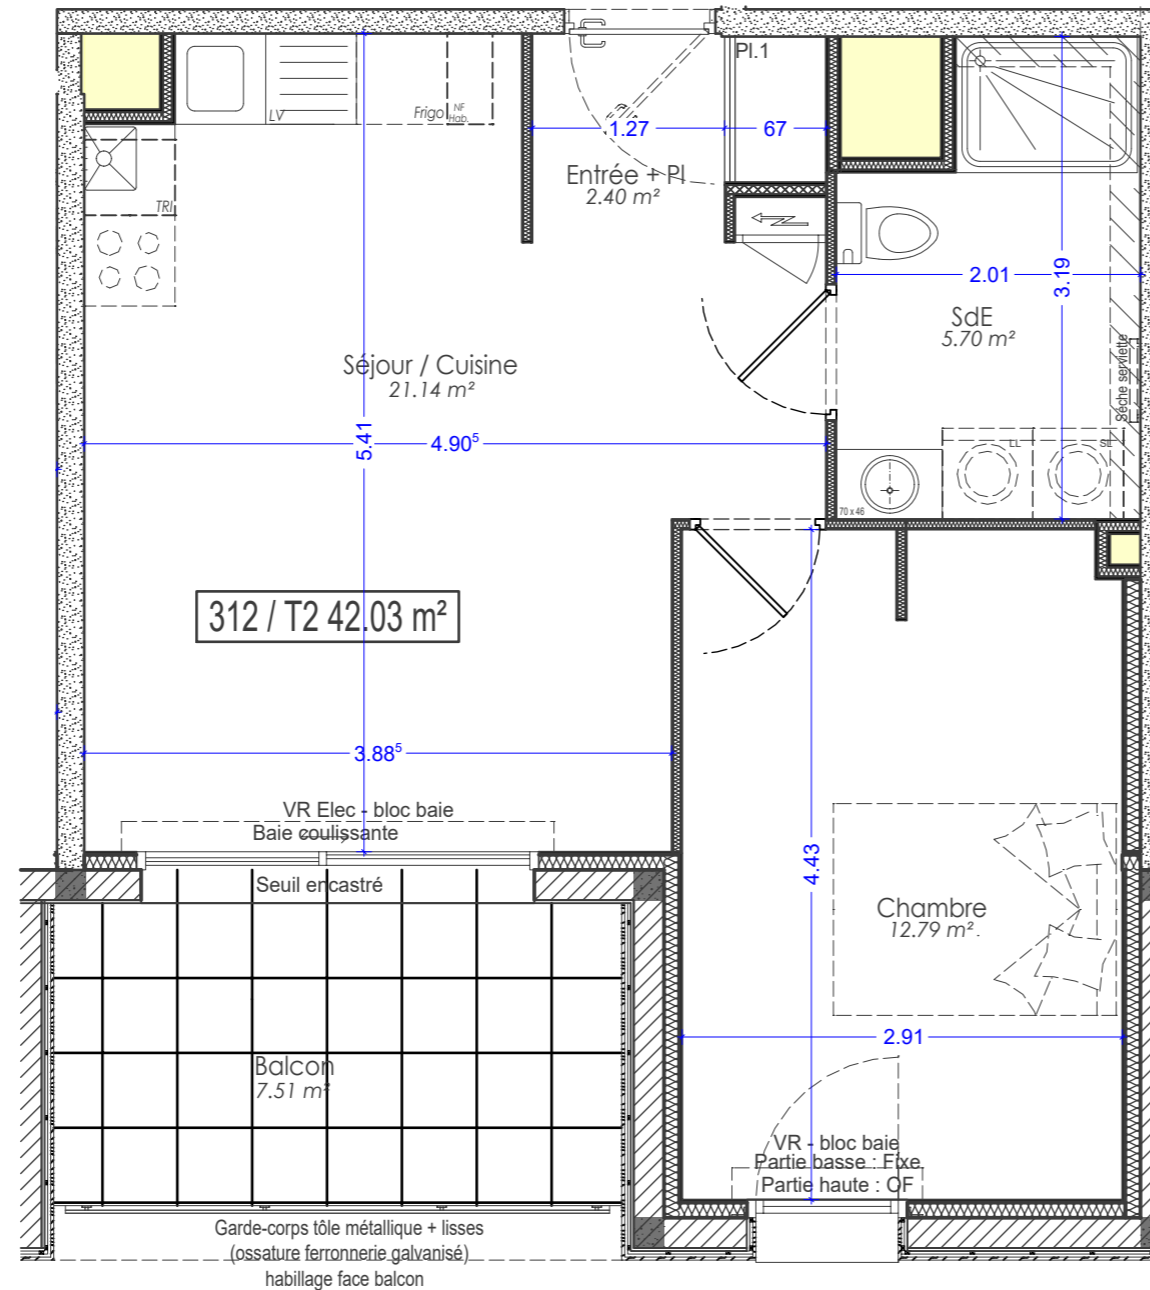 Pl.1
LV
Frigo
NF
Hab.
1.27
67
Entrée + Pl
2.40 m²
TRI
2.01
3.19
SdE
5.70 m²
Séjour / Cuisine
21.14 m²
Sèche serviette
5.41
4.90⁵
LL
SL
70 x 46
312 / T2 42.03 m²
3.88⁵
VR Elec - bloc baie
Baie coulissante
Seuil encastré
4.43
Chambre
12.79 m².
2.91
Balcon
7.51 m²
VR - bloc baie
Partie basse : Fixe
Partie haute : OF
Garde-corps tôle métallique + lisses
(ossature ferronnerie galvanisé)
habillage face balcon